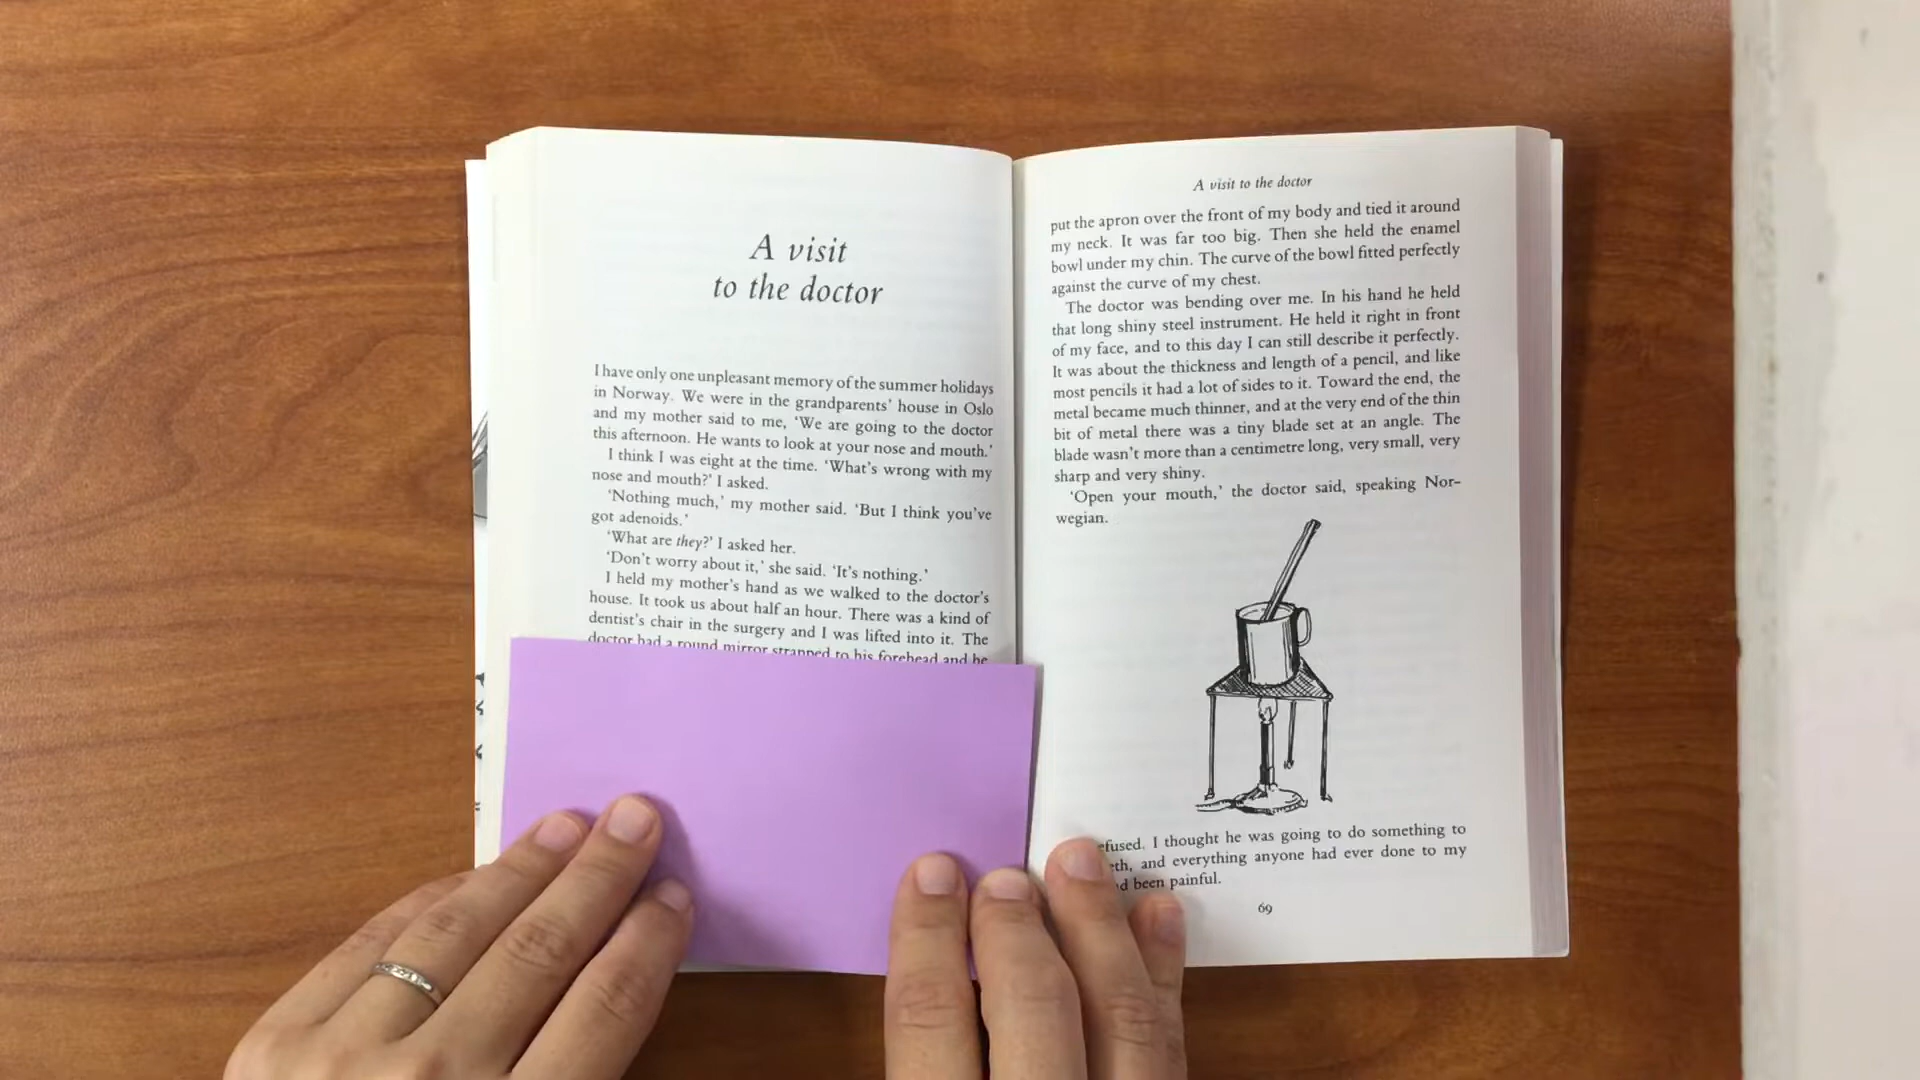 A visit
to the doctor
I have only one unpleasant memory of the summer holidays
in Norway. We were in the grandparents’ house in Oslo
and my mother said to me, ‘We are going to the doctor
this afternoon. He wants to look at your nose and mouth.’
I think I was eight at the time. ‘What’s wrong with my
nose and mouth?’ I asked.
‘Nothing much,’ my mother said. ‘But I think you’ve
got adenoids.’
‘What are they?’ I asked her.
‘Don’t worry about it,’ she said. ‘It’s nothing.’
I held my mother’s hand as we walked to the doctor’s
house. It took us about half an hour. There was a kind of
dentist’s chair in the surgery and I was lifted into it. The
doctor had a round mirror strapped to his forehead and he
A visit to the doctor
put the apron over the front of my body and tied it around
my neck. It was far too big. Then she held the enamel
bowl under my chin. The curve of the bowl fitted perfectly
against the curve of my chest.
The doctor was bending over me. In his hand he held
that long shiny steel instrument. He held it right in front
of my face, and to this day I can still describe it perfectly.
It was about the thickness and length of a pencil, and like
most pencils it had a lot of sides to it. Toward the end, the
metal became much thinner, and at the very end of the thin
bit of metal there was a tiny blade set at an angle. The
blade wasn’t more than a centimetre long, very small, very
sharp and very shiny.
‘Open your mouth,’ the doctor said, speaking Nor-
wegian.
I thought he was going to do something to
and everything anyone had ever done to my
been painful.
69